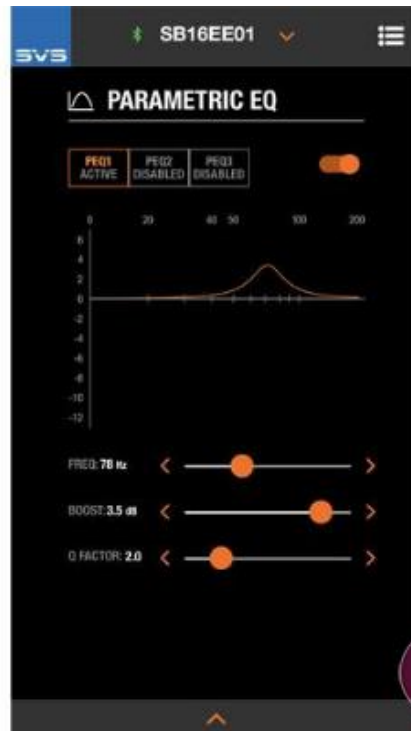 SVS
SB16EE01
PARAMETRIC EQ
PEQ1 PEQ2 PEQ3
ACTIVE DISABLED DISABLED
0 20 40 50 100 200
6
4
2
0
-2
-4
-6
-8
-10
-12
FREQ: 78 Hz
BOOST: 3.5 dB
Q FACTOR: 2.0